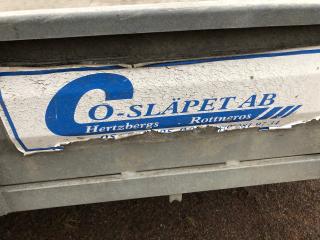 CO-SLÄPET AB
Hertzbergs . Rottneros